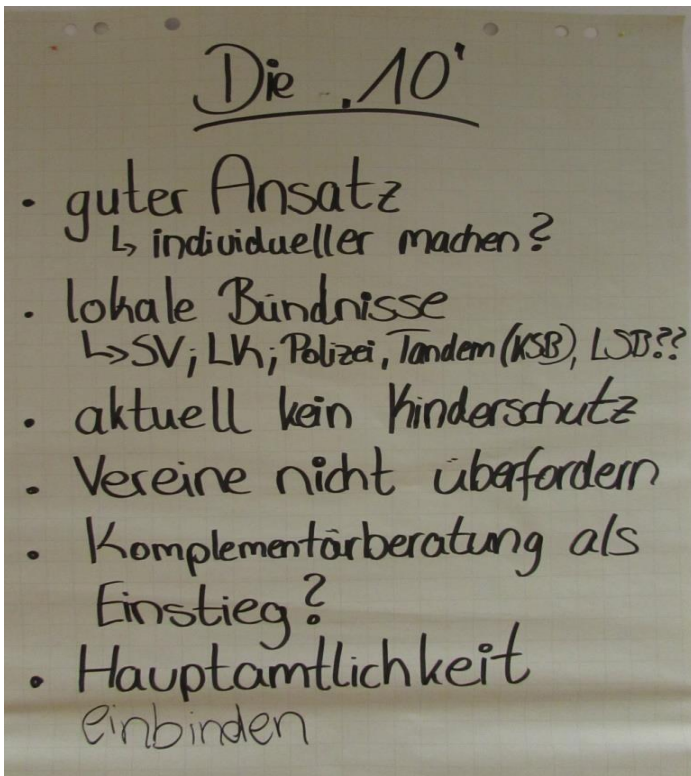 Die ‚10'
• guter Ansatz
↳ individueller machen?
• lokale Bündnisse
↳ SV; LK; Polizei, Tandem (KSB), LSB??
• aktuell kein Kinderschutz
• Vereine nicht überfordern
• Komplementärberatung als
Einstieg?
• Hauptamtlichkeit
einbinden